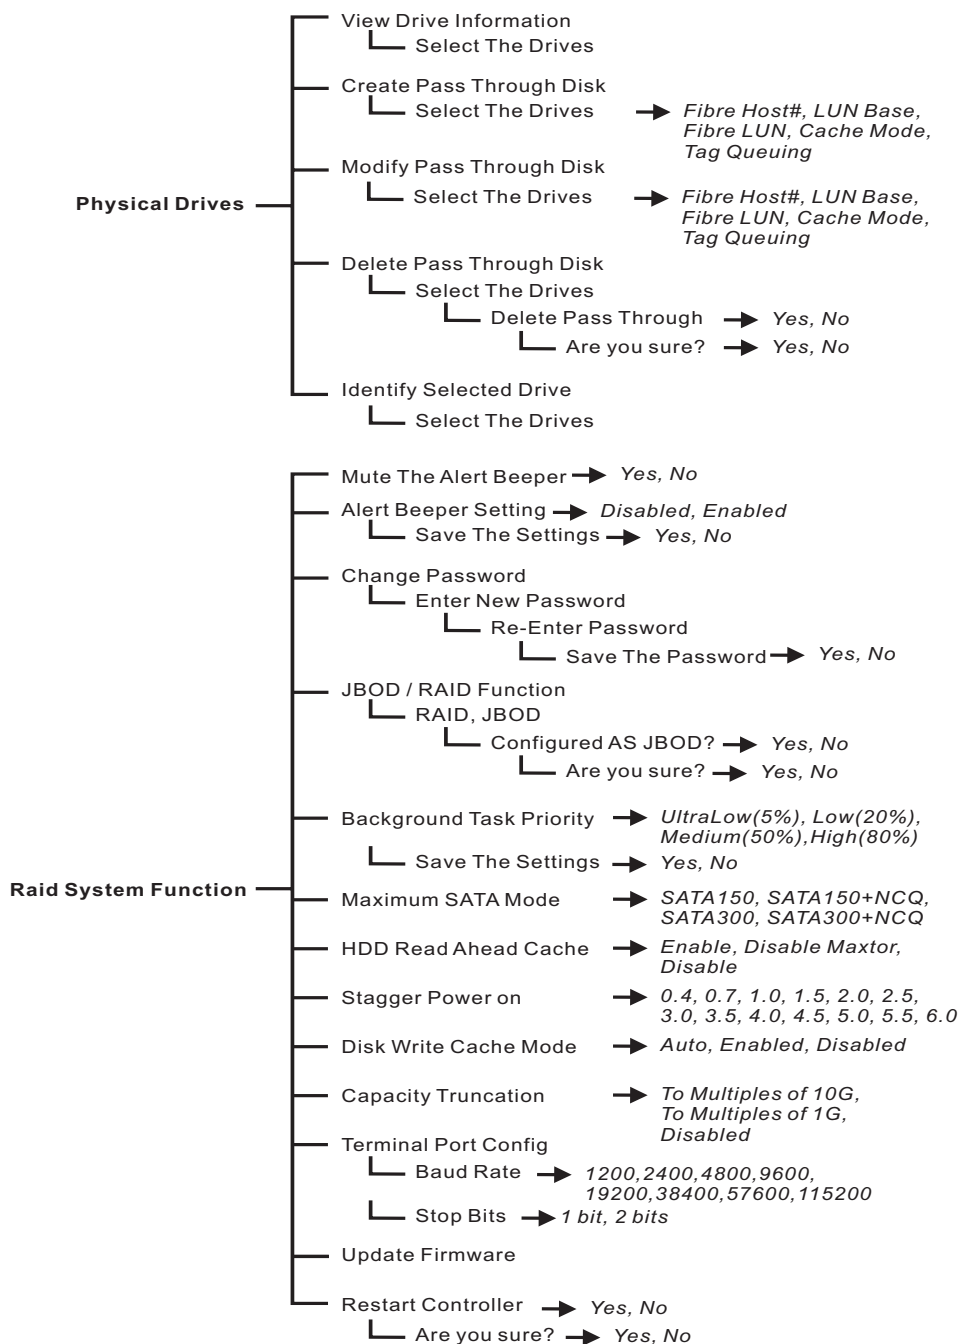 View Drive Information
Select The Drives
Create Pass Through Disk
Select The Drives
Fibre Host#, LUN Base,
Fibre LUN, Cache Mode,
Tag Queuing
Modify Pass Through Disk
Physical Drives
Select The Drives
Fibre Host#, LUN Base,
Fibre LUN, Cache Mode,
Tag Queuing
Delete Pass Through Disk
Select The Drives
Delete Pass Through
Yes, No
Are you sure?
Yes, No
Identify Selected Drive
Select The Drives
Mute The Alert Beeper
Yes, No
Alert Beeper Setting
Disabled, Enabled
Save The Settings
Yes, No
Change Password
Enter New Password
Re-Enter Password
Save The Password
Yes, No
JBOD / RAID Function
RAID, JBOD
Configured AS JBOD?
Yes, No
Are you sure?
Yes, No
Background Task Priority
UltraLow(5%), Low(20%),
Medium(50%),High(80%)
Save The Settings
Yes, No
Raid System Function
Maximum SATA Mode
SATA150, SATA150+NCQ,
SATA300, SATA300+NCQ
HDD Read Ahead Cache
Enable, Disable Maxtor,
Disable
Stagger Power on
0.4, 0.7, 1.0, 1.5, 2.0, 2.5,
3.0, 3.5, 4.0, 4.5, 5.0, 5.5, 6.0
Disk Write Cache Mode
Auto, Enabled, Disabled
Capacity Truncation
To Multiples of 10G,
To Multiples of 1G,
Disabled
Terminal Port Config
Baud Rate
1200,2400,4800,9600,
19200,38400,57600,115200
Stop Bits
1 bit, 2 bits
Update Firmware
Restart Controller
Yes, No
Are you sure?
Yes, No